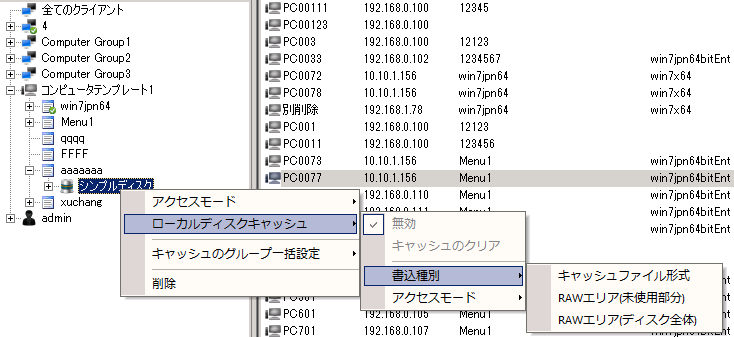 全てのクライアント
4
Computer Group1
Computer Group2
Computer Group3
コンピュータテンプレート1
win7jpn64
Menu1
qqqq
FFFF
aaaaaaa
シンプルディスク
xuchang
admin
PC00111 192.168.0.100 12345
PC00123 192.168.0.100
PC003 192.168.0.100 12123
PC0033 192.168.0.102 1234567 win7jpn64bitEnt
PC0072 10.10.1.156 win7jpn64 win7x64
PC0078 10.10.1.156 win7jpn64 win7x64
別削除 192.168.1.78 win7jpn64 win7x64
PC001 192.168.0.100 12123
PC0011 192.168.0.100 123456
PC0073 10.10.1.156 Menu1 win7jpn64bitEnt
PC0077 10.10.1.156 Menu1 win7jpn64bitEnt
192.168.0.110 Menu1 win7jpn64bitEnt
win7jpn64bitEnt
win7jpn64bitEnt
アクセスモード
ローカルディスクキャッシュ
キャッシュのグループ一括設定
削除
無効
キャッシュのクリア
書込種別
アクセスモード
キャッシュファイル形式
RAWエリア(未使用部分)
RAWエリア(ディスク全体)
PC601 192.168.0.105 Menu1
PC701 192.168.0.107 Menu1 win7jpn64bitEnt